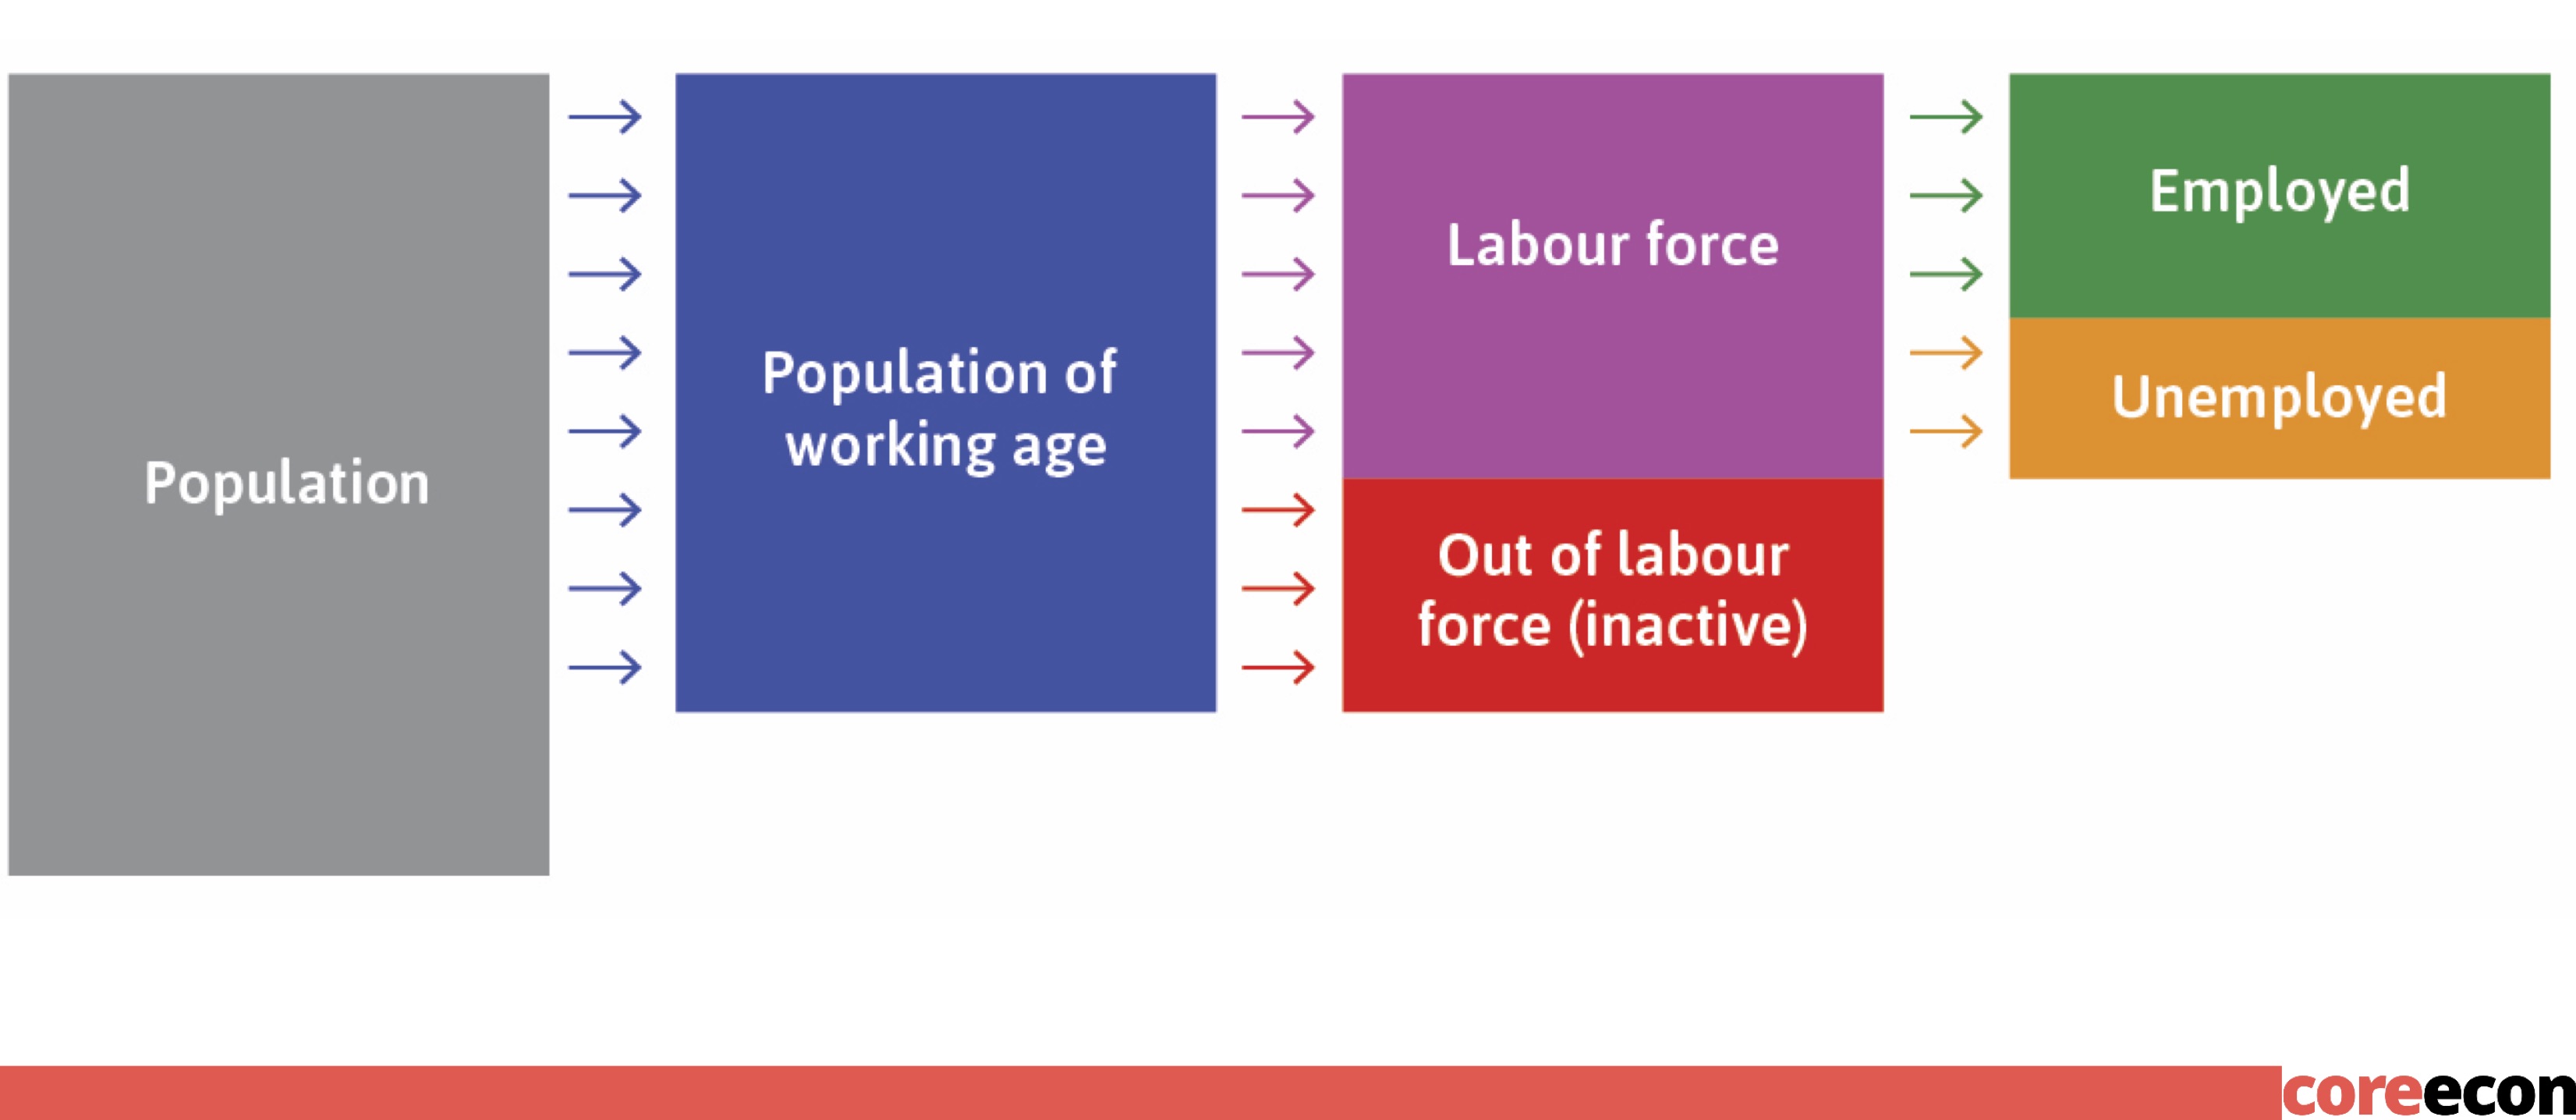 Population
Population of
working age
Labour force
Out of labour
force (inactive)
Employed
Unemployed
coreecon